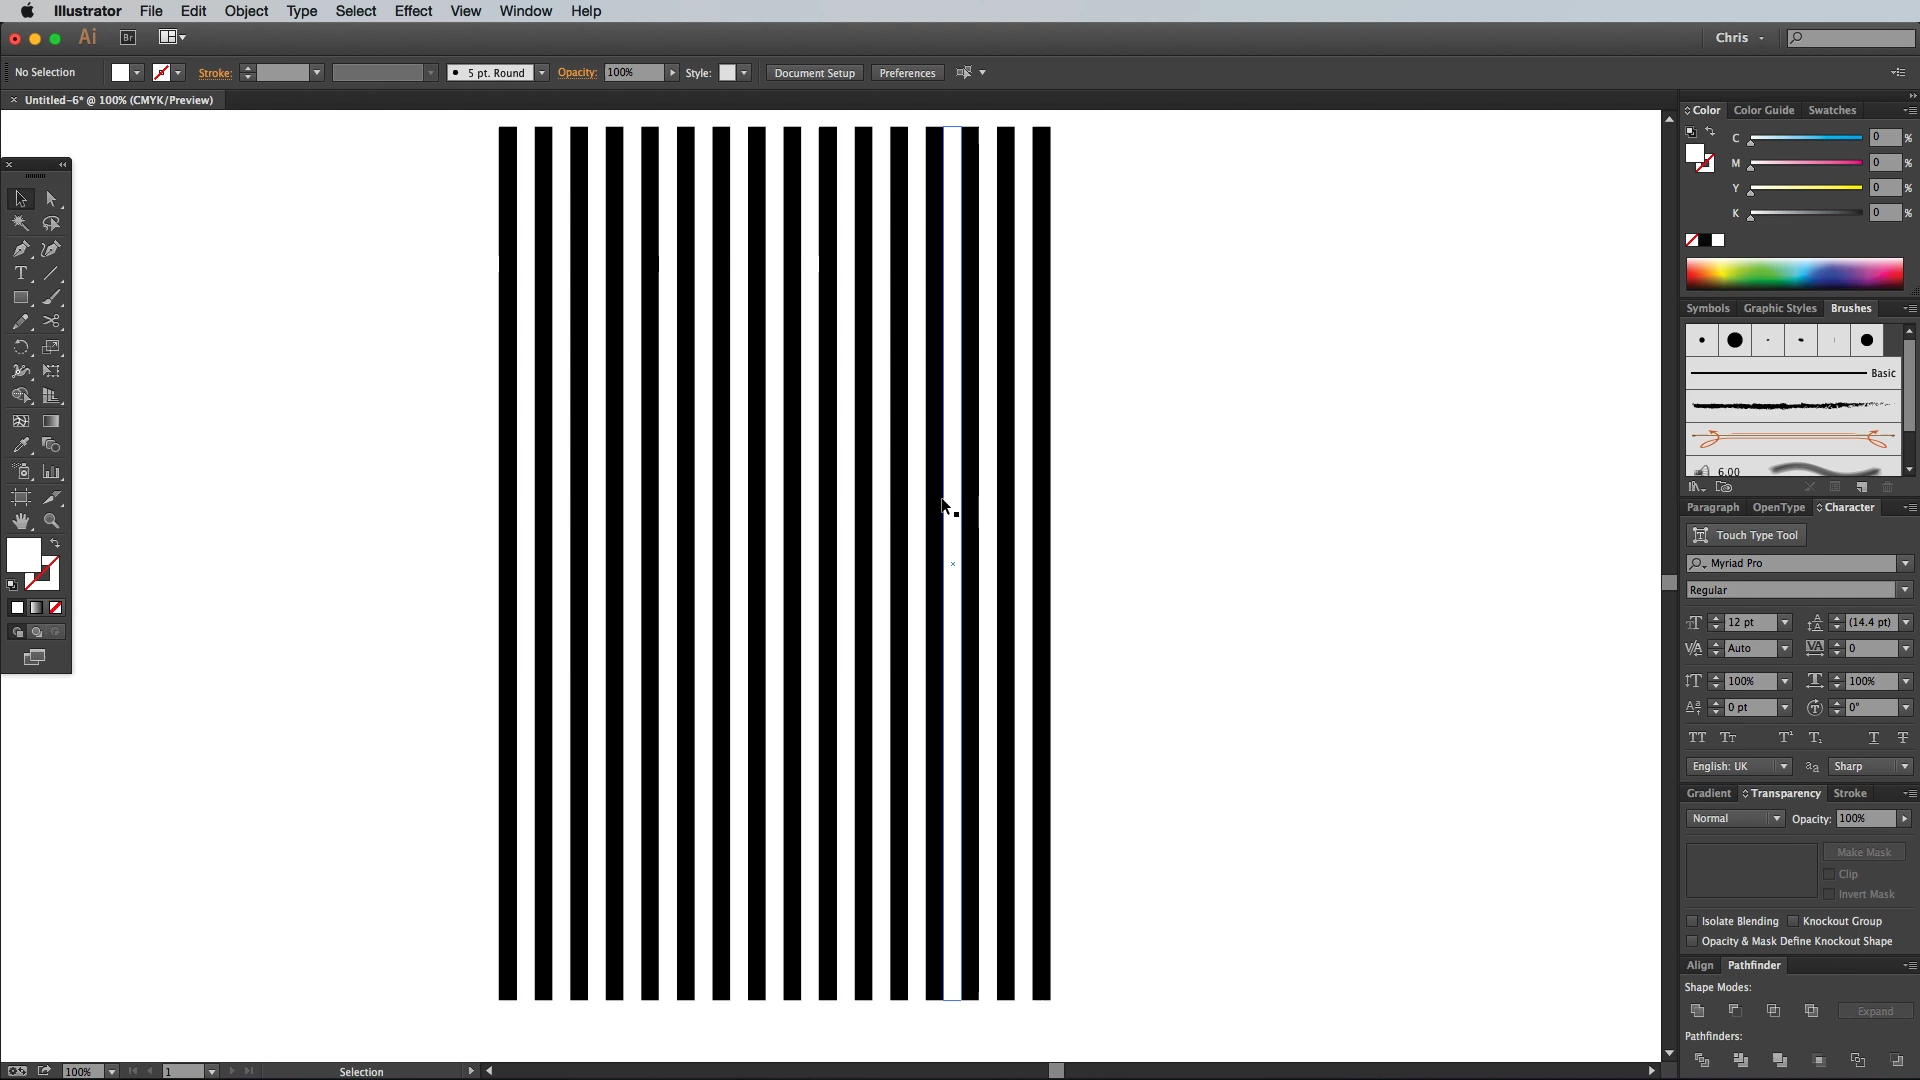 Illustrator File Edit Object Type Select Effect View Window Help
Ai Br Chris
No Selection Stroke: 5 pt. Round Opacity: 100% Style: Document Setup Preferences
× Untitled-6* @ 100% (CMYK/Preview)
Color Color Guide Swatches
C 0 %
M 0 %
Y 0 %
K 0 %
Symbols Graphic Styles Brushes
Basic
6.00
Paragraph OpenType Character
Touch Type Tool
Myriad Pro
Regular
12 pt (14.4 pt)
Auto 0
100% 100%
0 pt 0°
English: UK Sharp
Gradient Transparency Stroke
Normal Opacity: 100%
Make Mask
Clip
Invert Mask
Isolate Blending Knockout Group
Opacity & Mask Define Knockout Shape
Align Pathfinder
Shape Modes:
Expand
Pathfinders:
100% 1 Selection